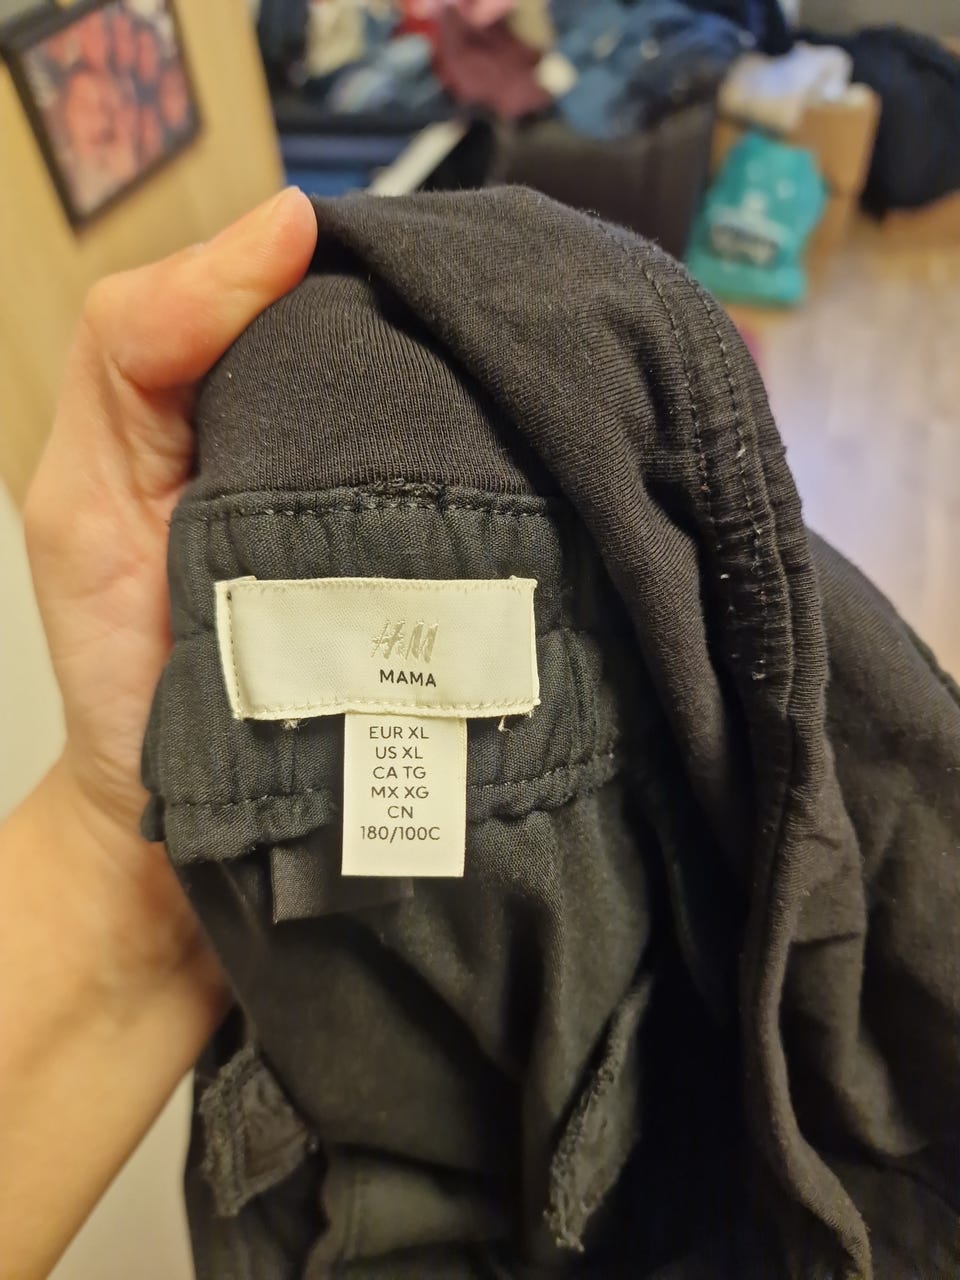 H&M
MAMA
EUR XL
US XL
CA TG
MX XG
CN
180/100C